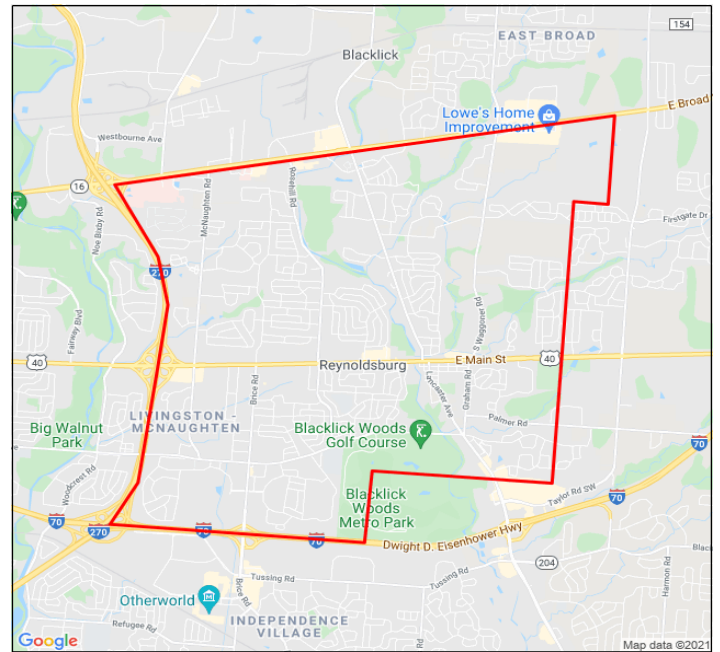 154
EAST BROAD
Blacklick
Lowe's Home
Improvement
E Broad
Westbourne Ave
16
McNaughten Rd
Rosehill Rd
Noe Bixby Rd
Firstgate Dr
270
Fairway Blvd
S Waggoner Rd
40
Reynoldsburg
E Main St
40
Brice Rd
Lancaster Ave
Graham Rd
LIVINGSTON -
MCNAUGHTEN
Palmer Rd
Big Walnut
Park
Blacklick Woods
Golf Course
Woodcrest Rd
Blacklick
Woods
Metro Park
Taylor Rd SW
70
70
70
270
70
70
Dwight D. Eisenhower Hwy
204
Black
Tussing Rd
Tussing Rd
Harmon Rd
Otherworld
Brice Rd
Refugee Rd
INDEPENDENCE
VILLAGE
Google
Map data ©2021